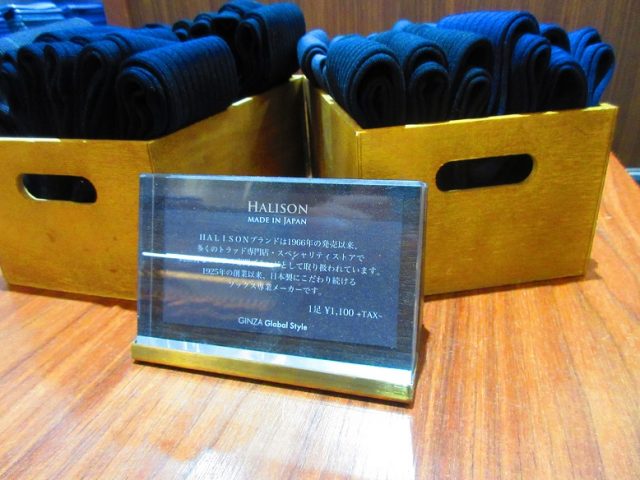 HALISON
MADE IN JAPAN
HALISONブランドは1966年の発売以来、
多くのトラッド専門店・スペシャリティストアで
として取り扱われています。
1925年の創業以来、日本製にこだわり続ける
ソックス専業メーカーです。
1足 ¥1,100 +TAX~
GINZA Global Style